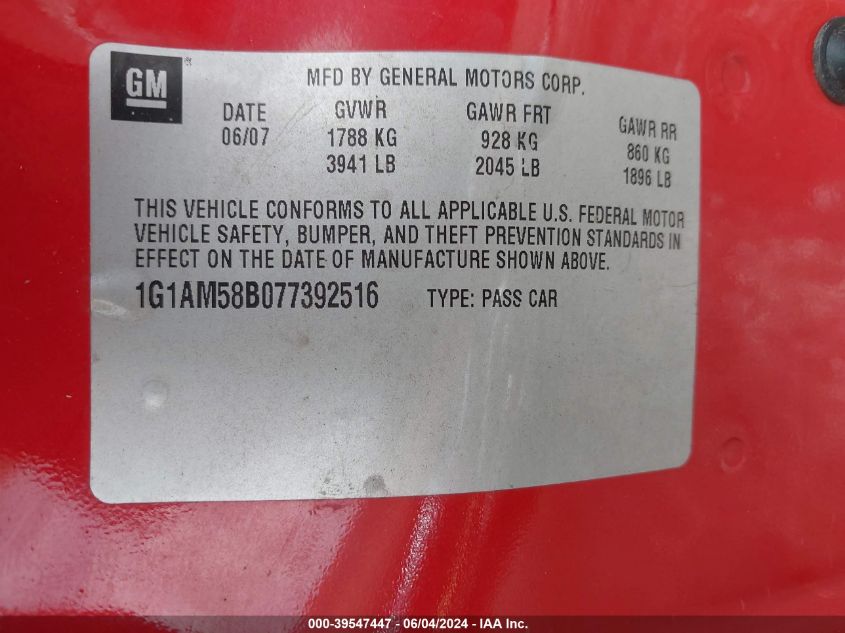 GM
MFD BY GENERAL MOTORS CORP.
DATE GVWR GAWR FRT GAWR RR
06/07 1788 KG 928 KG 860 KG
3941 LB 2045 LB 1896 LB
THIS VEHICLE CONFORMS TO ALL APPLICABLE U.S. FEDERAL MOTOR
VEHICLE SAFETY, BUMPER, AND THEFT PREVENTION STANDARDS IN
EFFECT ON THE DATE OF MANUFACTURE SHOWN ABOVE.
1G1AM58B077392516 TYPE: PASS CAR
000-39547447 - 06/04/2024 - IAA Inc.